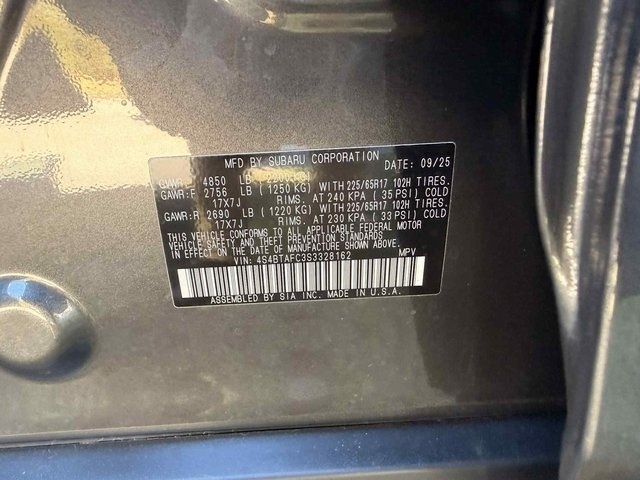 MFD BY SUBARU CORPORATION DATE: 09/25
GVWR: 4850 LB
GAWR:F 2756 LB (1250 KG) WITH 225/65R17 102H TIRES.
17X7J RIMS. AT 240 KPA (35 PSI) COLD
GAWR:R 2690 LB (1220 KG) WITH 225/65R17 102H TIRES.
17X7J RIMS. AT 230 KPA (33 PSI) COLD
THIS VEHICLE CONFORMS TO ALL APPLICABLE FEDERAL MOTOR
VEHICLE SAFETY AND THEFT PREVENTION STANDARDS
IN EFFECT ON THE DATE OF MANUFACTURE SHOWN ABOVE.
VIN: 4S4BTAFC3S3328162 MPV
ASSEMBLED BY SIA INC. MADE IN U.S.A.